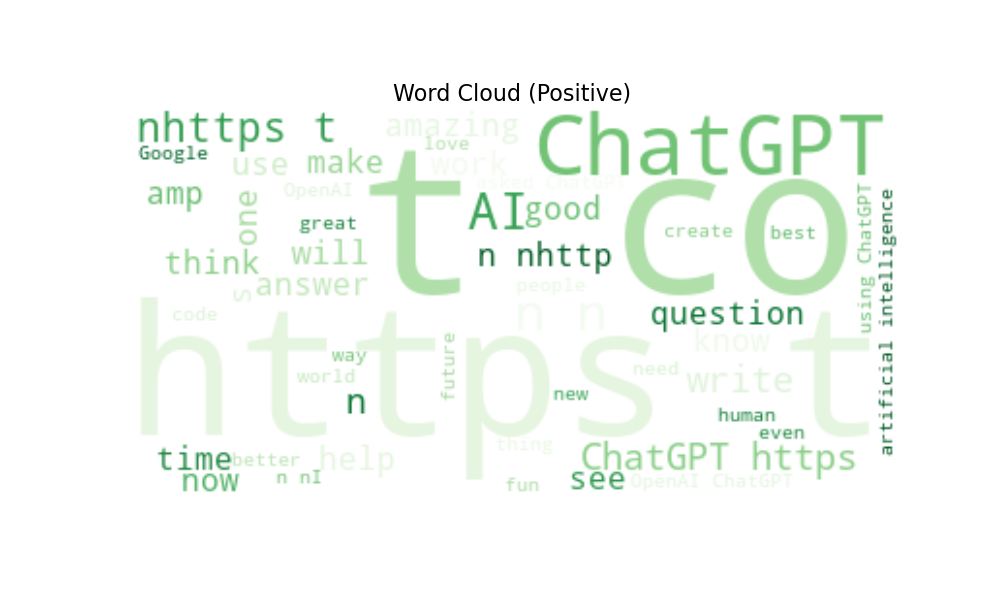 Word Cloud (Positive)
nhttps t
amazing
ChatGPT
Google
love
use
make
work
asked ChatGPT
OpenAI
amp
t co
AI
good
one
great
create
best
using ChatGPT
artificial intelligence
will
n nhttp
think
answer
s
people
https t
code
n n
question
know
way
future
world
need
write
n
new
human
even
thing
time
better
help
ChatGPT https
now
n nI
fun
see
OpenAI ChatGPT